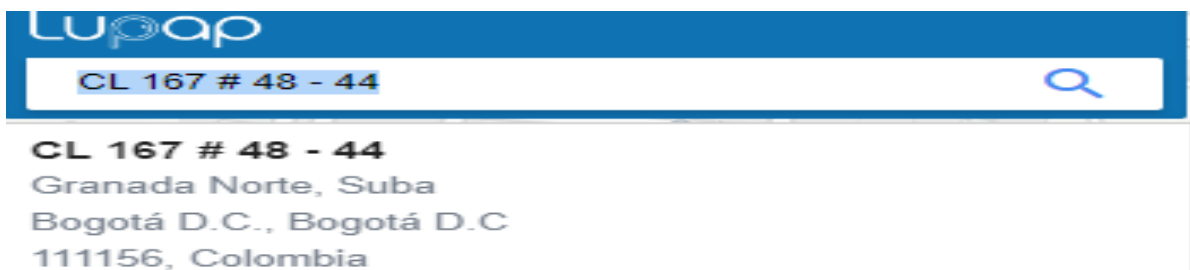 Lupap
CL 167 # 48 - 44
CL 167 # 48 - 44
Granada Norte, Suba
Bogotá D.C., Bogotá D.C
111156, Colombia